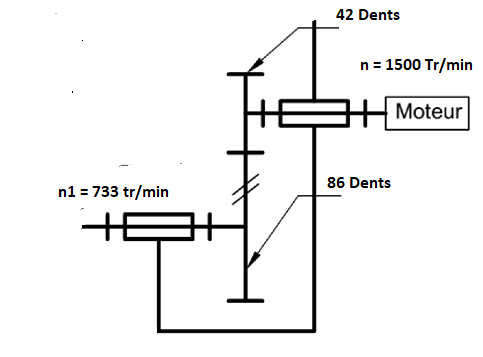 42 Dents
n = 1500 Tr/min
Moteur
86 Dents
n1 = 733 tr/min